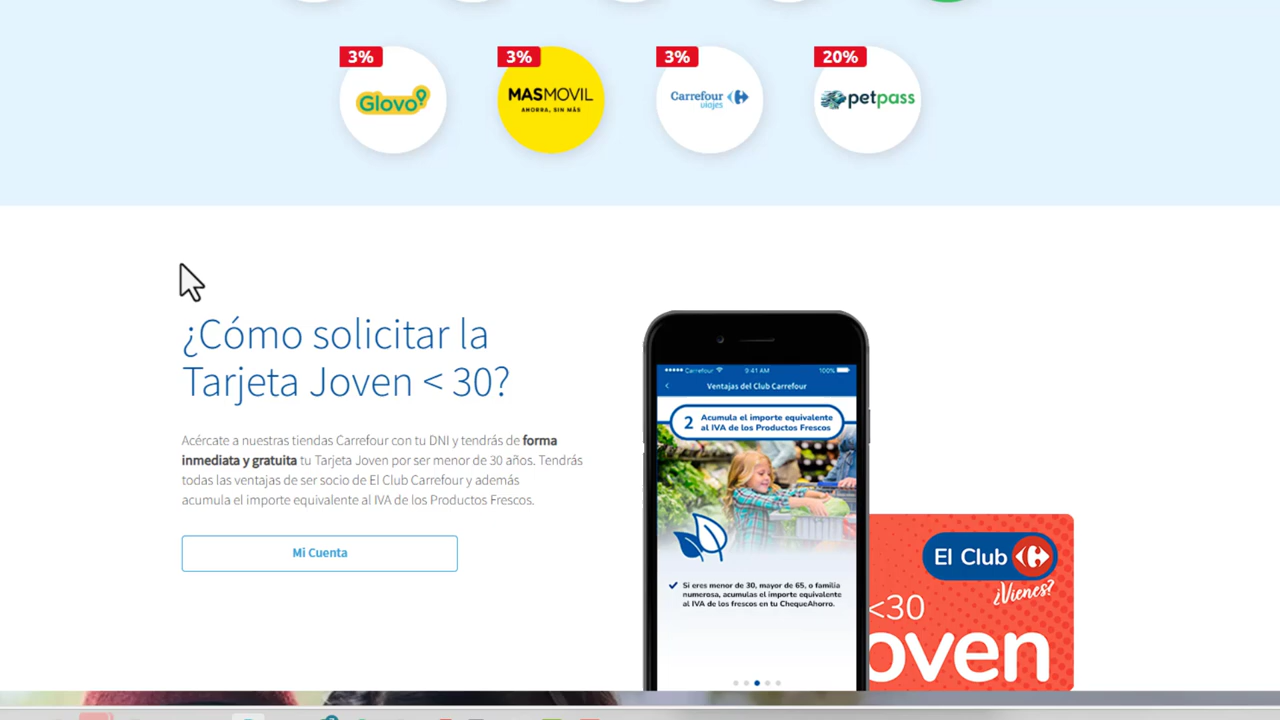 3%
3%
3%
20%
Glovo
MASMOVIL
AHORRA, SIN MÁS
Carrefour
viajes
petpass
¿Cómo solicitar la
Tarjeta Joven < 30?
Acércate a nuestras tiendas Carrefour con tu DNI y tendrás de forma
inmediata y gratuita tu Tarjeta Joven por ser menor de 30 años. Tendrás
todas las ventajas de ser socio de El Club Carrefour y además
acumula el importe equivalente al IVA de los Productos Frescos.
Mi Cuenta
Carrefour
9:41 AM
100%
Ventajas del Club Carrefour
2
Acumula el importe equivalente
al IVA de los Productos Frescos
Si eres menor de 30, mayor de 65, o familia
numerosa, acumulas el importe equivalente
al IVA de los frescos en tu ChequeAhorro.
El Club
¿Vienes?
<30
oven